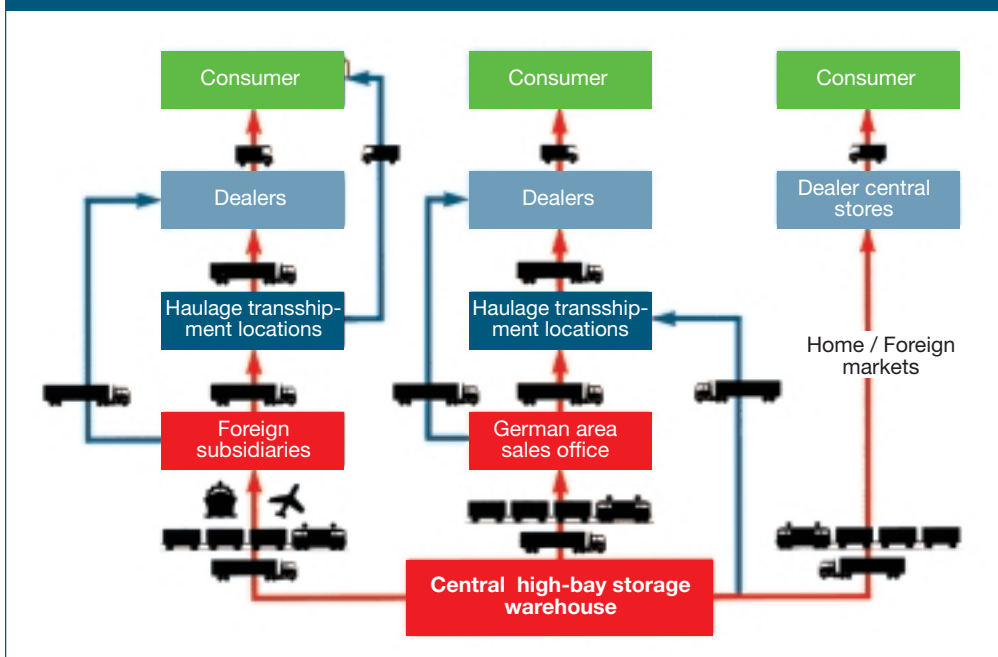 Consumer
Consumer
Consumer
Dealers
Dealers
Dealer central
stores
Haulage transship-
ment locations
Haulage transship-
ment locations
Home / Foreign
markets
Foreign
subsidiaries
German area
sales office
Central high-bay storage
warehouse